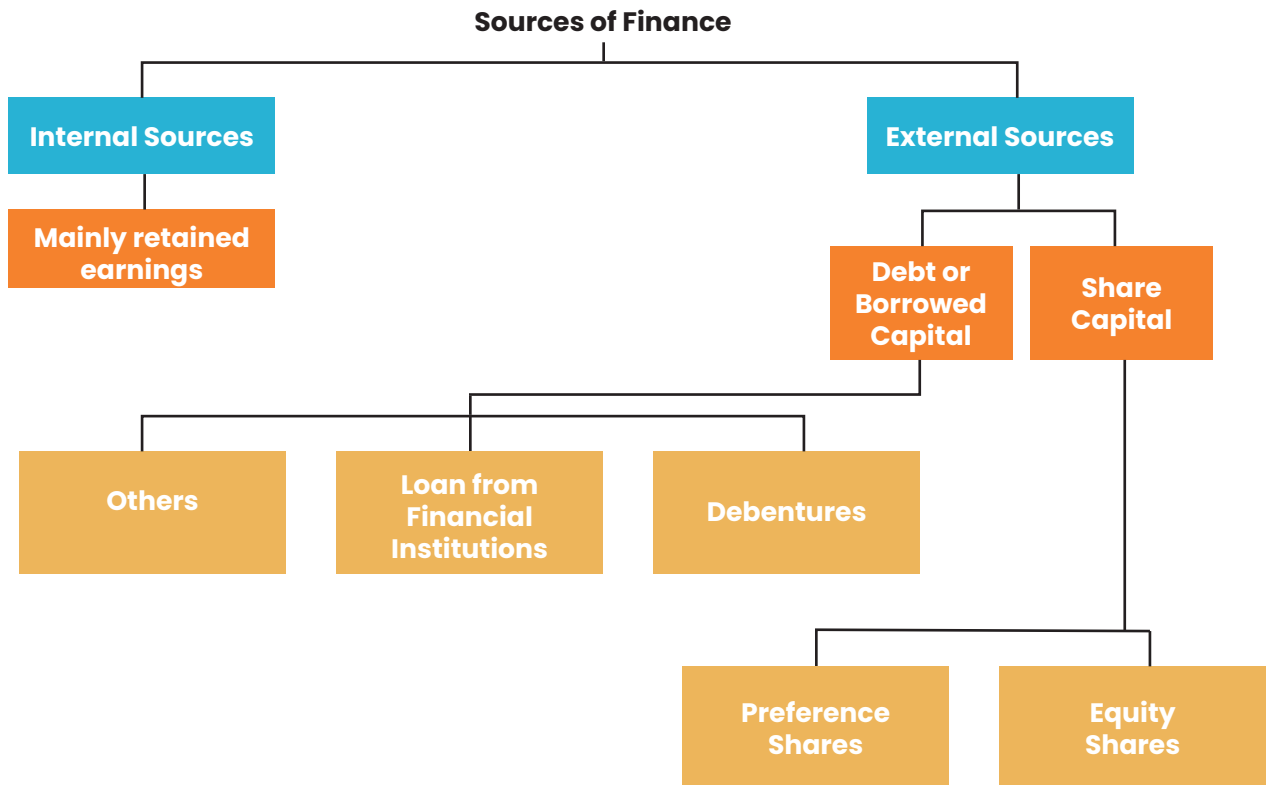 Sources of Finance
Internal Sources
External Sources
Mainly retained
earnings
Debt or
Borrowed
Capital
Share
Capital
Others
Loan from
Financial
Institutions
Debentures
Preference
Shares
Equity
Shares